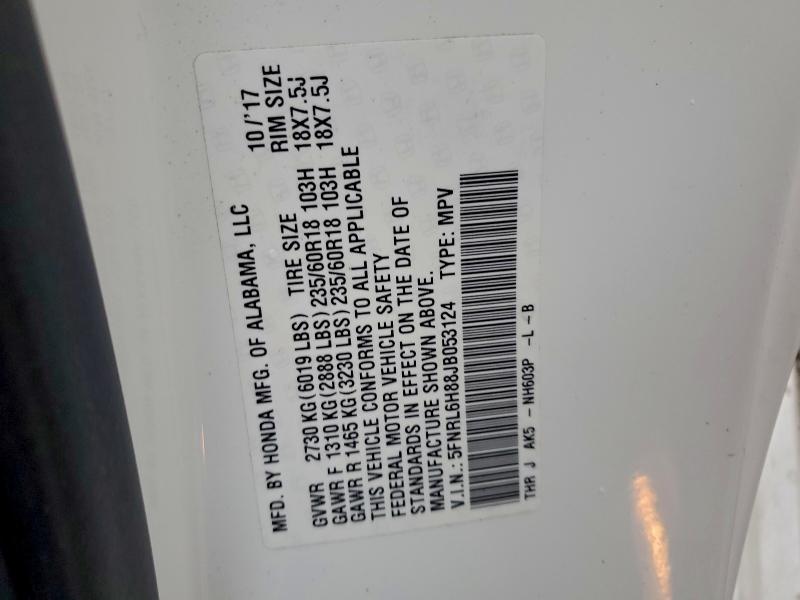 MFD. BY HONDA MFG. OF ALABAMA, LLC 10/'17
GVWR 2730 KG(6019 LBS) TIRE SIZE RIM SIZE
GAWR F 1310 KG(2888 LBS)235/60R18 103H 18X7.5J
GAWR R 1465 KG(3230 LBS)235/60R18 103H 18X7.5J
THIS VEHICLE CONFORMS TO ALL APPLICABLE
FEDERAL MOTOR VEHICLE SAFETY
STANDARDS IN EFFECT ON THE DATE OF
MANUFACTURE SHOWN ABOVE.
V.I.N.:5FNRL6H88JB053124 TYPE: MPV
THR J AK5 -NH603P -L -B